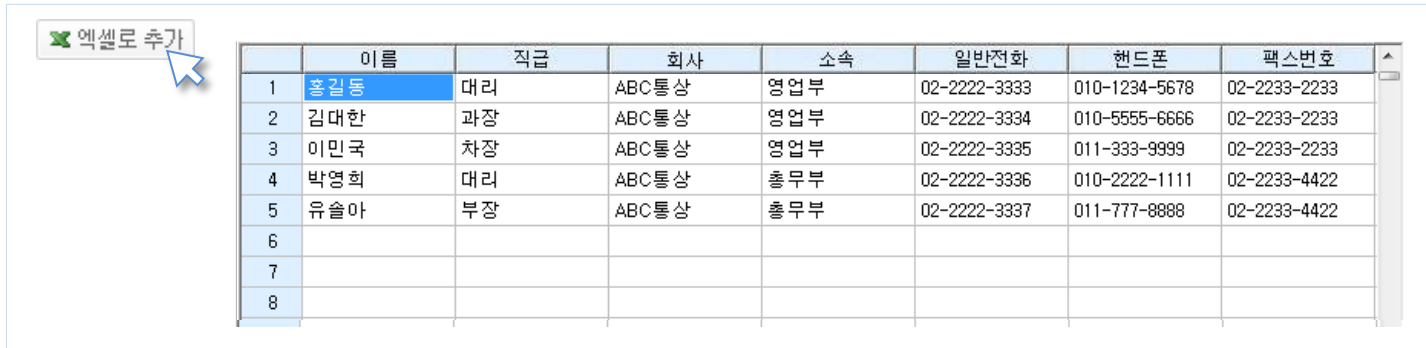 엑셀로 추가
이름 직급 회사 소속 일반전화 핸드폰 팩스번호
1 홍길동 대리 ABC통상 영업부 02-2222-3333 010-1234-5678 02-2233-2233
2 김대한 과장 ABC통상 영업부 02-2222-3334 010-5555-6666 02-2233-2233
3 이민국 차장 ABC통상 영업부 02-2222-3335 011-333-9999 02-2233-2233
4 박영희 대리 ABC통상 총무부 02-2222-3336 010-2222-1111 02-2233-4422
5 유솔아 부장 ABC통상 총무부 02-2222-3337 011-777-8888 02-2233-4422
6
7
8